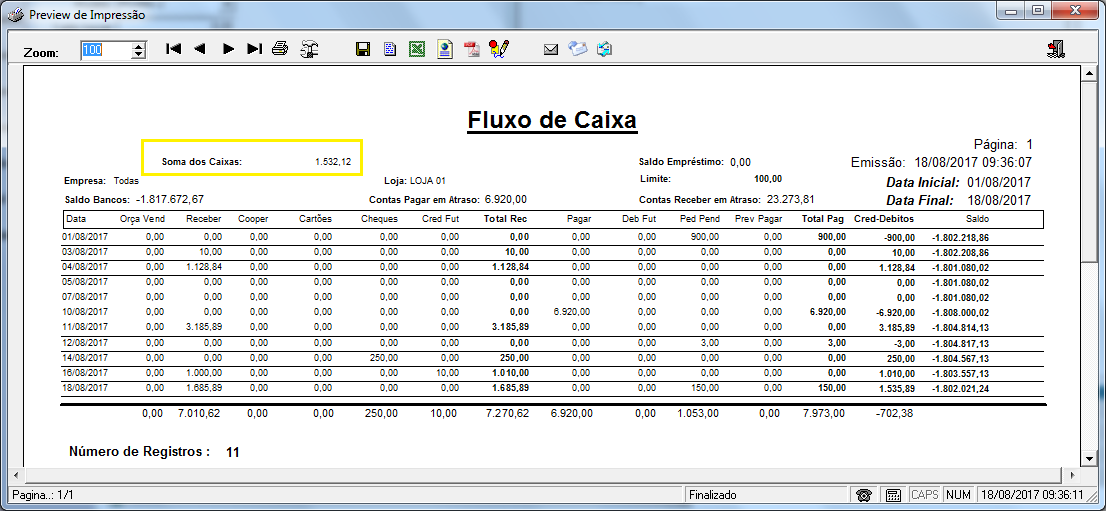 Preview de Impressão
Zoom: 100
Fluxo de Caixa
Página: 1
Soma dos Caixas: 1.532,12 Saldo Empréstimo: 0,00 Emissão: 18/08/2017 09:36:07
Empresa: Todas Loja: LOJA 01 Limite: 100,00 Data Inicial: 01/08/2017
Saldo Bancos: -1.817.672,67 Contas Pagar em Atraso: 6.920,00 Contas Receber em Atraso: 23.273,81 Data Final: 18/08/2017
Data Orça Vend Receber Cooper Cartões Cheques Cred Fut Total Rec Pagar Deb Fut Ped Pend Prev Pagar Total Pag Cred-Debitos Saldo
01/08/2017 0,00 0,00 0,00 0,00 0,00 0,00 0,00 0,00 0,00 900,00 0,00 900,00 -900,00 -1.802.218,86
03/08/2017 0,00 10,00 0,00 0,00 0,00 0,00 10,00 0,00 0,00 0,00 0,00 0,00 10,00 -1.802.208,86
04/08/2017 0,00 1.128,84 0,00 0,00 0,00 0,00 1.128,84 0,00 0,00 0,00 0,00 0,00 1.128,84 -1.801.080,02
05/08/2017 0,00 0,00 0,00 0,00 0,00 0,00 0,00 0,00 0,00 0,00 0,00 0,00 0,00 -1.801.080,02
07/08/2017 0,00 0,00 0,00 0,00 0,00 0,00 0,00 0,00 0,00 0,00 0,00 0,00 0,00 -1.801.080,02
10/08/2017 0,00 0,00 0,00 0,00 0,00 0,00 0,00 6.920,00 0,00 0,00 0,00 6.920,00 -6.920,00 -1.808.000,02
11/08/2017 0,00 3.185,89 0,00 0,00 0,00 0,00 3.185,89 0,00 0,00 0,00 0,00 0,00 3.185,89 -1.804.814,13
12/08/2017 0,00 0,00 0,00 0,00 0,00 0,00 0,00 0,00 0,00 3,00 0,00 3,00 -3,00 -1.804.817,13
14/08/2017 0,00 0,00 0,00 0,00 250,00 0,00 250,00 0,00 0,00 0,00 0,00 0,00 250,00 -1.804.567,13
16/08/2017 0,00 1.000,00 0,00 0,00 0,00 10,00 1.010,00 0,00 0,00 0,00 0,00 0,00 1.010,00 -1.803.557,13
18/08/2017 0,00 1.685,89 0,00 0,00 0,00 0,00 1.685,89 0,00 0,00 150,00 0,00 150,00 1.535,89 -1.802.021,24
0,00 7.010,62 0,00 0,00 250,00 10,00 7.270,62 6.920,00 0,00 1.053,00 0,00 7.973,00 -702,38
Número de Registros : 11
Pagina..: 1/1 Finalizado CAPS NUM 18/08/2017 09:36:11